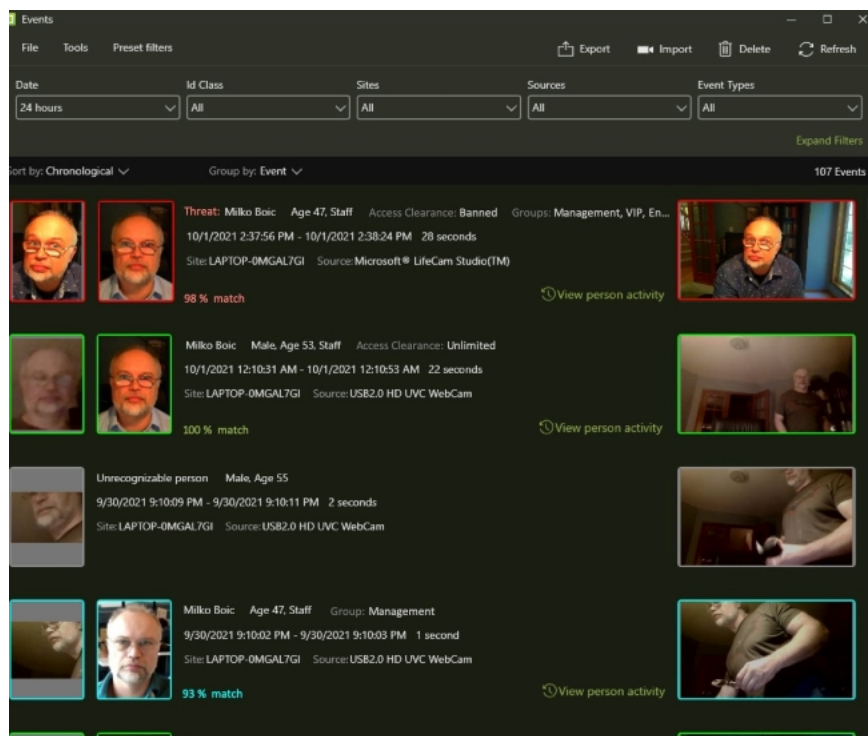 Events
File Tools Preset filters Export Import Delete Refresh
Date Id Class Sites Sources Event Types
24 hours All All All All
Expand Filters
Sort by: Chronological Group by: Event 107 Events
Threat: Milko Boic Age 47, Staff Access Clearance: Banned Groups: Management, VIP, En...
10/1/2021 2:37:56 PM - 10/1/2021 2:38:24 PM 28 seconds
Site: LAPTOP-0MGAL7GI Source: Microsoft® LifeCam Studio(TM)
98 % match View person activity
Milko Boic Male, Age 53, Staff Access Clearance: Unlimited
10/1/2021 12:10:31 AM - 10/1/2021 12:10:53 AM 22 seconds
Site: LAPTOP-0MGAL7GI Source: USB2.0 HD UVC WebCam
100 % match View person activity
Unrecognizable person Male, Age 55
9/30/2021 9:10:09 PM - 9/30/2021 9:10:11 PM 2 seconds
Site: LAPTOP-0MGAL7GI Source: USB2.0 HD UVC WebCam
Milko Boic Age 47, Staff Group: Management
9/30/2021 9:10:02 PM - 9/30/2021 9:10:03 PM 1 second
Site: LAPTOP-0MGAL7GI Source: USB2.0 HD UVC WebCam
93 % match View person activity